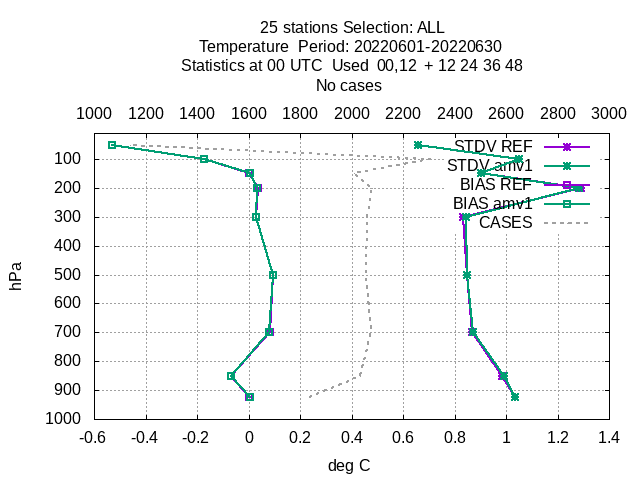 25 stations Selection: ALL
Temperature  Period: 20220601-20220630
Statistics at 00 UTC  Used  00,12  + 12 24 36 48
No cases
1000 1200 1400 1600 1800 2000 2200 2400 2600 2800 3000
STDV REF
STDV amv1
BIAS REF
BIAS amv1
CASES
100
200
300
400
500
600
700
800
900
1000
hPa
-0.6 -0.4 -0.2 0 0.2 0.4 0.6 0.8 1 1.2 1.4
deg C